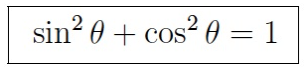 sin² θ + cos² θ = 1